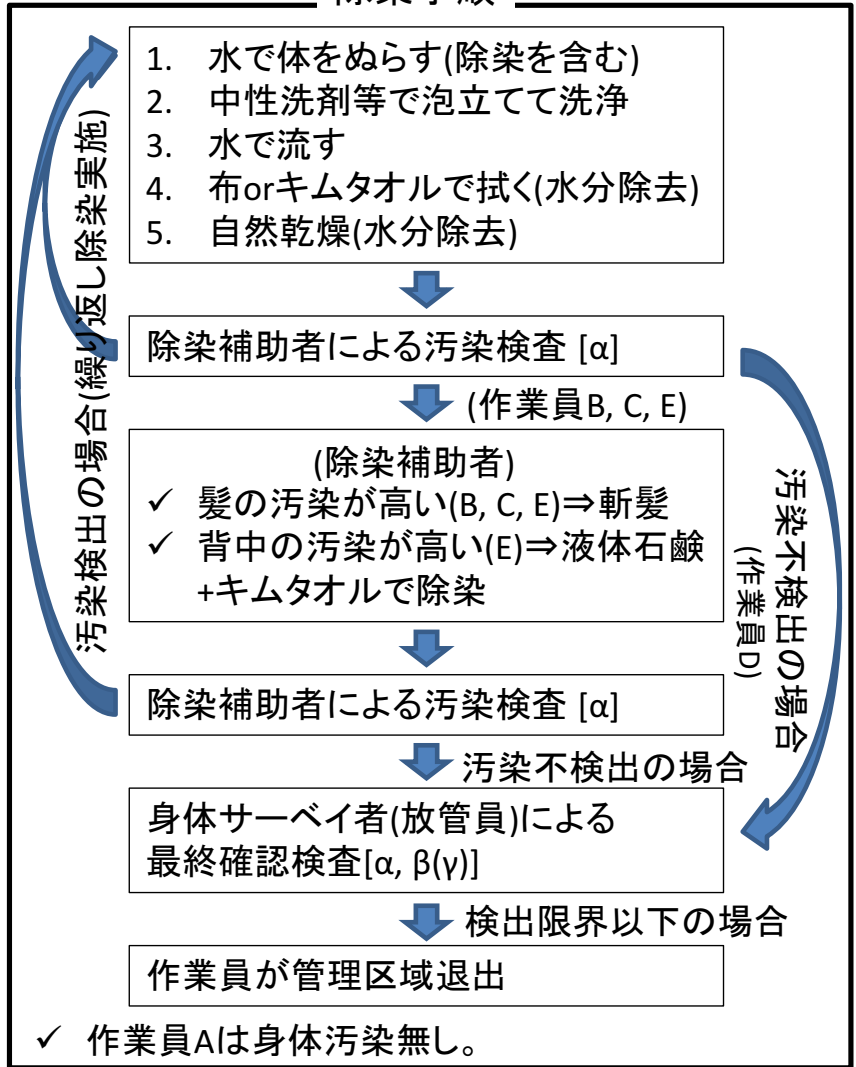 1. 水で体をぬらす(除染を含む)
2. 中性洗剤等で泡立てて洗浄
3. 水で流す
4. 布orキムタオルで拭く(水分除去)
5. 自然乾燥(水分除去)
除染補助者による汚染検査 [α]
(作業員B, C, E)
(除染補助者)
✓ 髪の汚染が高い(B, C, E)⇒斬髪
✓ 背中の汚染が高い(E)⇒液体石鹸
+キムタオルで除染
除染補助者による汚染検査 [α]
汚染不検出の場合
身体サーベイ者(放管員)による
最終確認検査[α, β(γ)]
検出限界以下の場合
作業員が管理区域退出
✓ 作業員Aは身体汚染無し。
汚染検出の場合(繰り返し除染実施)
汚染不検出の場合
(作業員D)